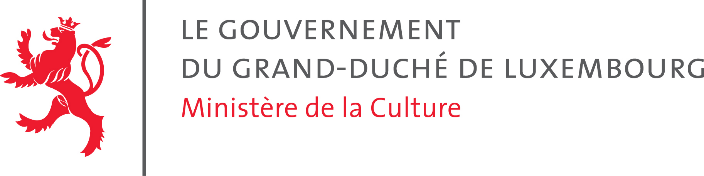 LE GOUVERNEMENT
DU GRAND-DUCHÉ DE LUXEMBOURG
Ministère de la Culture